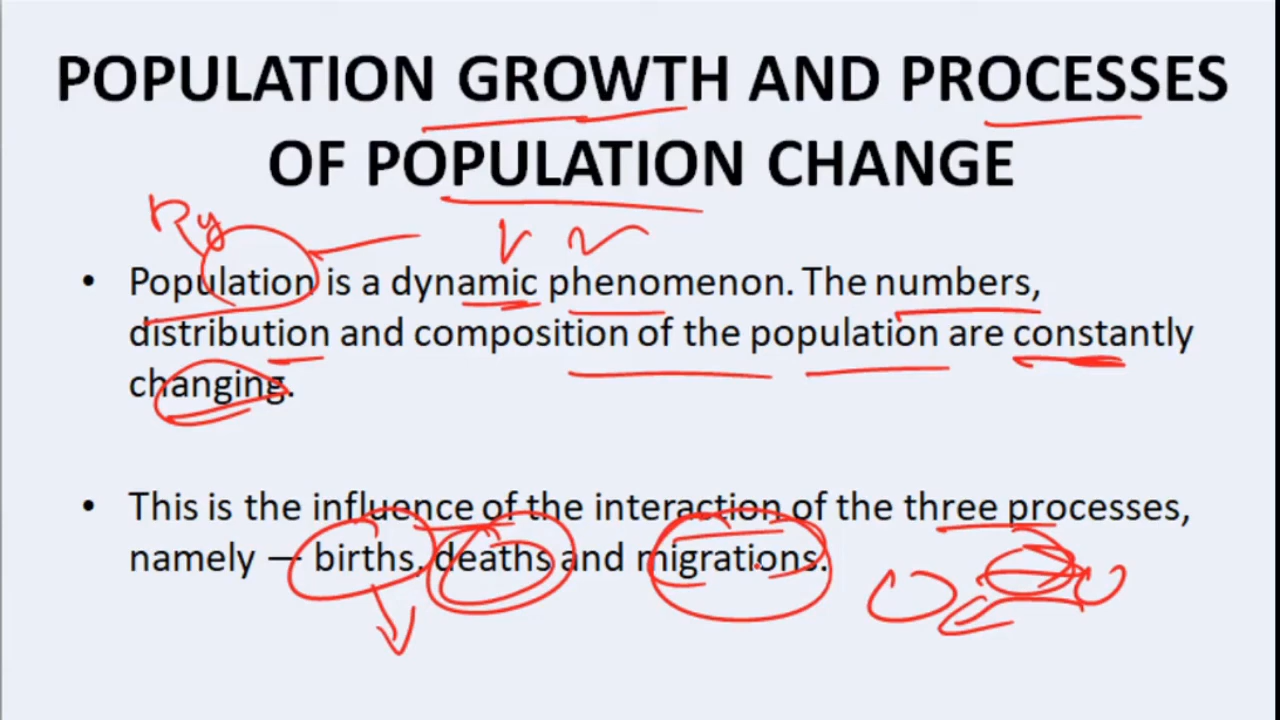 POPULATION GROWTH AND PROCESSES
OF POPULATION CHANGE
• Population is a dynamic phenomenon. The numbers,
distribution and composition of the population are constantly
changing.
• This is the influence of the interaction of the three processes,
namely — births, deaths and migrations.